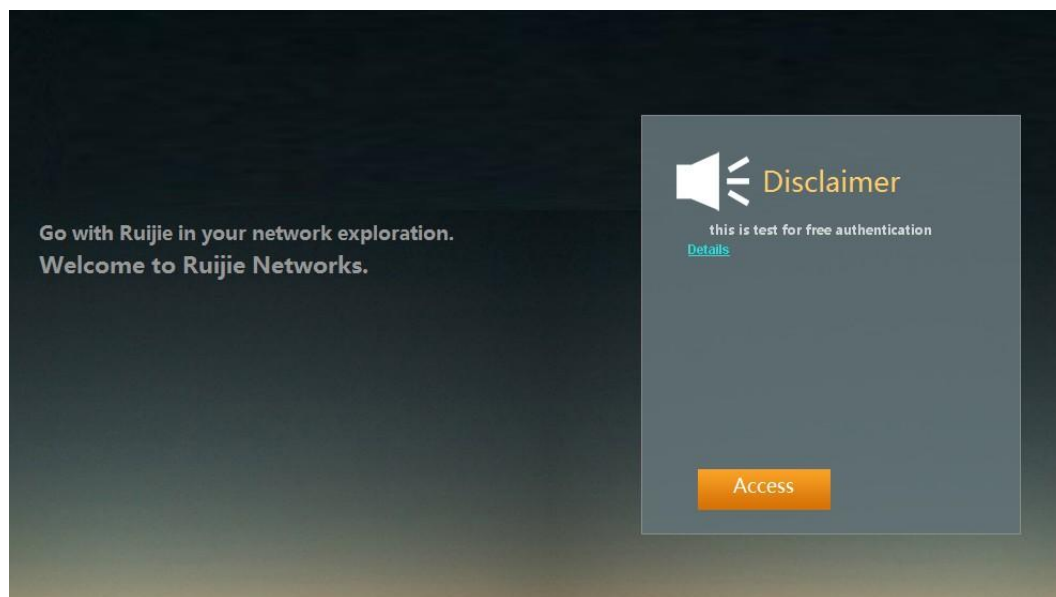 Go with Ruijie in your network exploration.
Welcome to Ruijie Networks.
Disclaimer
this is test for free authentication
Details
Access